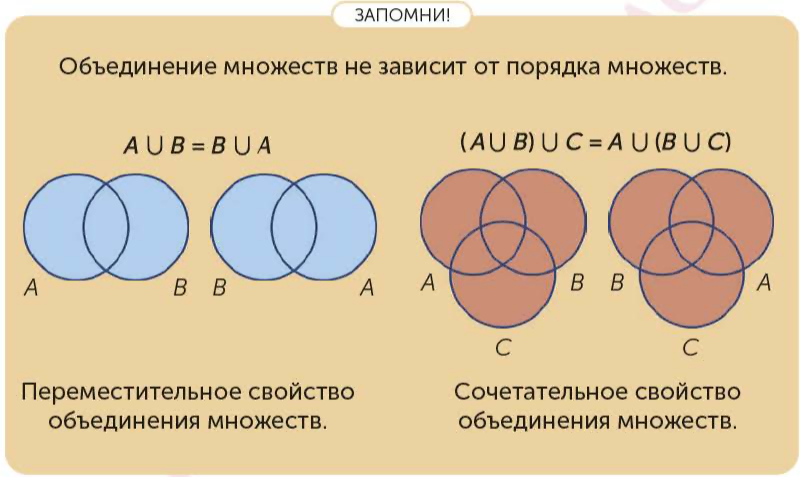 ЗАПОМНИ!
Объединение множеств не зависит от порядка множеств.
A ∪ B = B ∪ A
(A ∪ B) ∪ C = A ∪ (B ∪ C)
A B B A
A B B A
C C
Переместительное свойство
объединения множеств.
Сочетательное свойство
объединения множеств.